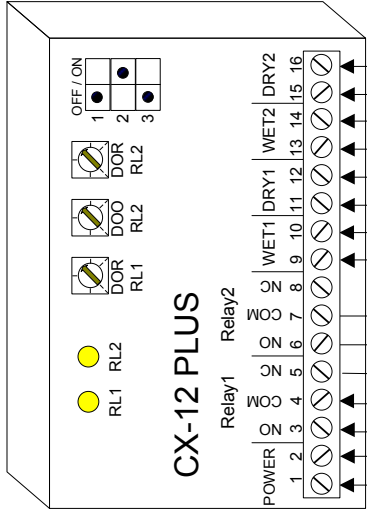 OFF / ON
1
2
3
RL1
RL2
DOR
RL1
DOO
RL2
DOR
RL2
CX-12 PLUS
Relay1
Relay2
POWER
NO
COM
NC
NO
COM
NC
WET1
DRY1
WET2
DRY2
1 2 3 4 5 6 7 8 9 10 11 12 13 14 15 16